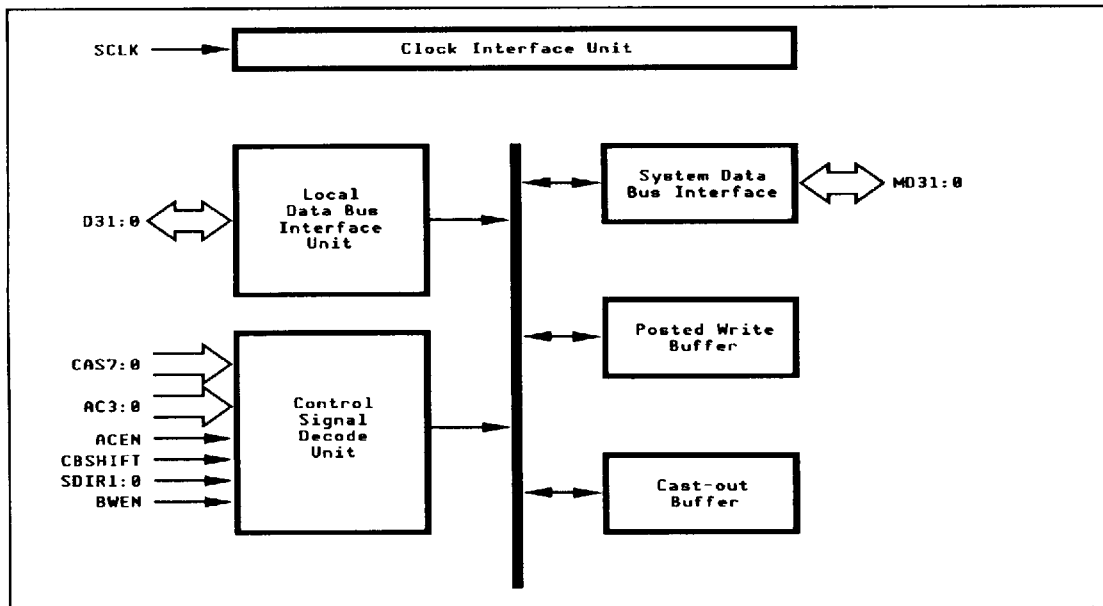 SCLK
Clock Interface Unit
D31:0
Local
Data Bus
Interface
Unit
System Data
Bus Interface
MD31:0
Posted Write
Buffer
CAS7:0
AC3:0
ACEN
CBSHIFT
SDIR1:0
BWEN
Control
Signal
Decode
Unit
Cast-out
Buffer